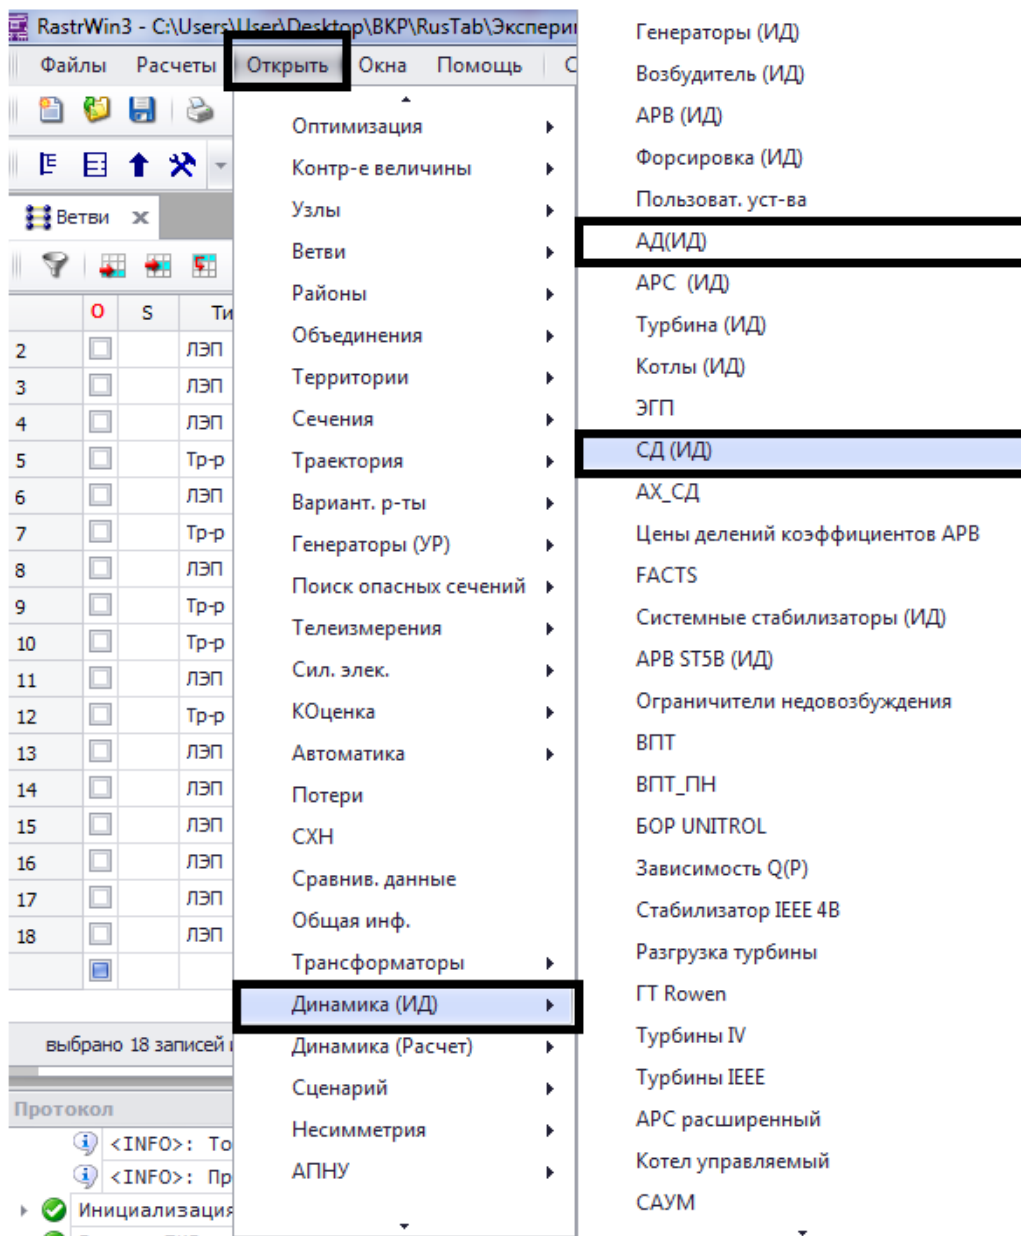 RastrWin3 - C:\Users\User\Desktop\ВКР\RusTab\Экспери
Файлы Расчеты Открыть Окна Помощь С
Ветви
О S Ти
2 ЛЭП
3 ЛЭП
4 ЛЭП
5 Тр-р
6 ЛЭП
7 Тр-р
8 ЛЭП
9 Тр-р
10 Тр-р
11 ЛЭП
12 Тр-р
13 ЛЭП
14 ЛЭП
15 ЛЭП
16 ЛЭП
17 ЛЭП
18 ЛЭП
выбрано 18 записей
Протокол
<INFO>: То
<INFO>: Пр
Инициализация
Оптимизация
Контр-е величины
Узлы
Ветви
Районы
Объединения
Территории
Сечения
Траектория
Вариант. р-ты
Генераторы (УР)
Поиск опасных сечений
Телеизмерения
Сил. элек.
КОценка
Автоматика
Потери
СХН
Сравнив. данные
Общая инф.
Трансформаторы
Динамика (ИД)
Динамика (Расчет)
Сценарий
Несимметрия
АПНУ
Генераторы (ИД)
Возбудитель (ИД)
АРВ (ИД)
Форсировка (ИД)
Пользоват. уст-ва
АД(ИД)
АРС (ИД)
Турбина (ИД)
Котлы (ИД)
ЭГП
СД (ИД)
АХ_СД
Цены делений коэффициентов АРВ
FACTS
Системные стабилизаторы (ИД)
АРВ ST5B (ИД)
Ограничители недовозбуждения
ВПТ
ВПТ_ПН
БОР UNITROL
Зависимость Q(P)
Стабилизатор IEEE 4B
Разгрузка турбины
ГТ Rowen
Турбины IV
Турбины IEEE
АРС расширенный
Котел управляемый
САУМ